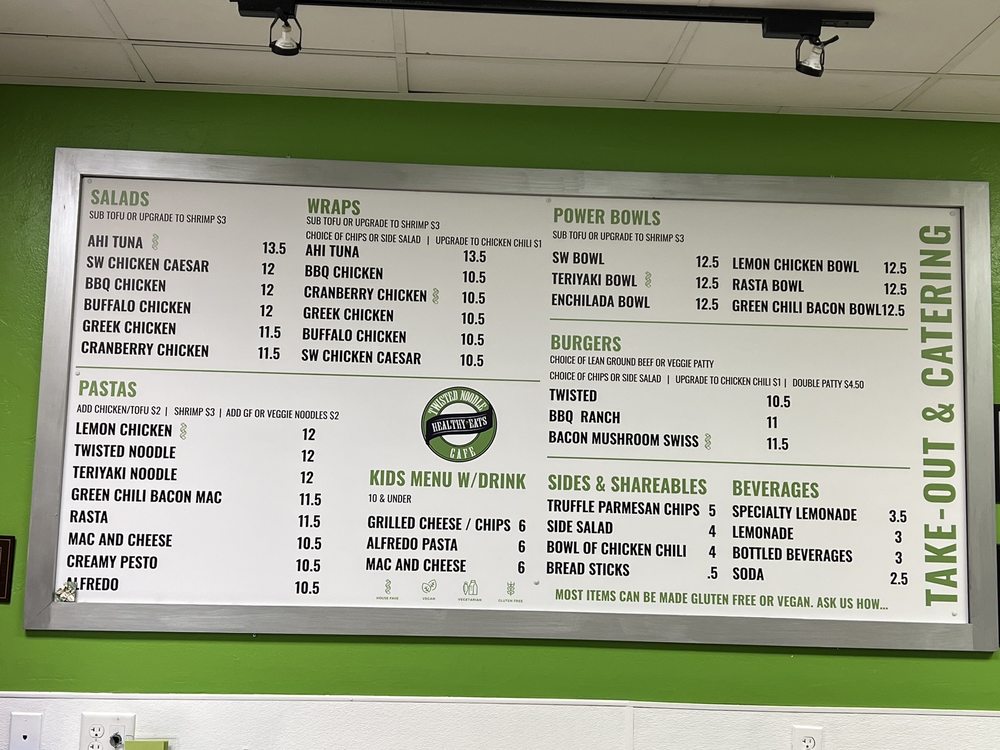 SALADS
SUB TOFU OR UPGRADE TO SHRIMP $3
AHI TUNA 13.5
SW CHICKEN CAESAR 12
BBQ CHICKEN 12
BUFFALO CHICKEN 12
GREEK CHICKEN 11.5
CRANBERRY CHICKEN 11.5
WRAPS
SUB TOFU OR UPGRADE TO SHRIMP $3
CHOICE OF CHIPS OR SIDE SALAD | UPGRADE TO CHICKEN CHILI $1
AHI TUNA 13.5
BBQ CHICKEN 10.5
CRANBERRY CHICKEN 10.5
GREEK CHICKEN 10.5
BUFFALO CHICKEN 10.5
SW CHICKEN CAESAR 10.5
PASTAS
ADD CHICKEN/TOFU $2 | SHRIMP $3 | ADD GF OR VEGGIE NOODLES $2
LEMON CHICKEN 12
TWISTED NOODLE 12
TERIYAKI NOODLE 12
GREEN CHILI BACON MAC 11.5
RASTA 11.5
MAC AND CHEESE 10.5
CREAMY PESTO 10.5
ALFREDO 10.5
TWISTED NOODLE
HEALTHY EATS
CAFE
KIDS MENU W/DRINK
10 & UNDER
GRILLED CHEESE / CHIPS 6
ALFREDO PASTA 6
MAC AND CHEESE 6
HOUSE FAVE VEGAN VEGETARIAN GLUTEN FREE
POWER BOWLS
SUB TOFU OR UPGRADE TO SHRIMP $3
SW BOWL 12.5
TERIYAKI BOWL 12.5
ENCHILADA BOWL 12.5
LEMON CHICKEN BOWL 12.5
RASTA BOWL 12.5
GREEN CHILI BACON BOWL 12.5
BURGERS
CHOICE OF LEAN GROUND BEEF OR VEGGIE PATTY
CHOICE OF CHIPS OR SIDE SALAD | UPGRADE TO CHICKEN CHILI $1 | DOUBLE PATTY $4.50
TWISTED 10.5
BBQ RANCH 11
BACON MUSHROOM SWISS 11.5
SIDES & SHAREABLES
TRUFFLE PARMESAN CHIPS 5
SIDE SALAD 4
BOWL OF CHICKEN CHILI 4
BREAD STICKS .5
BEVERAGES
SPECIALTY LEMONADE 3.5
LEMONADE 3
BOTTLED BEVERAGES 3
SODA 2.5
MOST ITEMS CAN BE MADE GLUTEN FREE OR VEGAN. ASK US HOW...
TAKE-OUT & CATERING